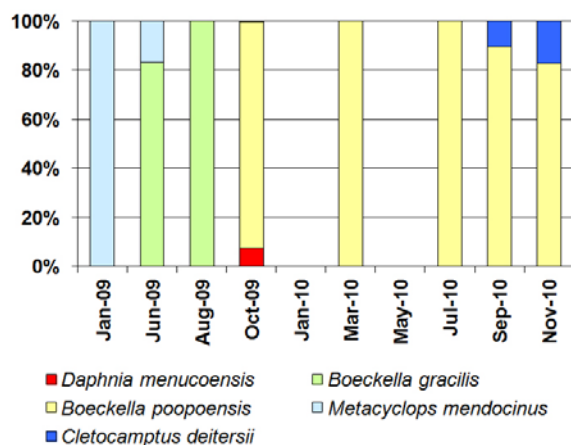 100%
80%
60%
40%
20%
0%
Jan-09
Jun-09
Aug-09
Oct-09
Jan-10
Mar-10
May-10
Jul-10
Sep-10
Nov-10
Daphnia menucoensis
Boeckella gracilis
Boeckella poopoensis
Metacyclops mendocinus
Cletocamptus deitersii